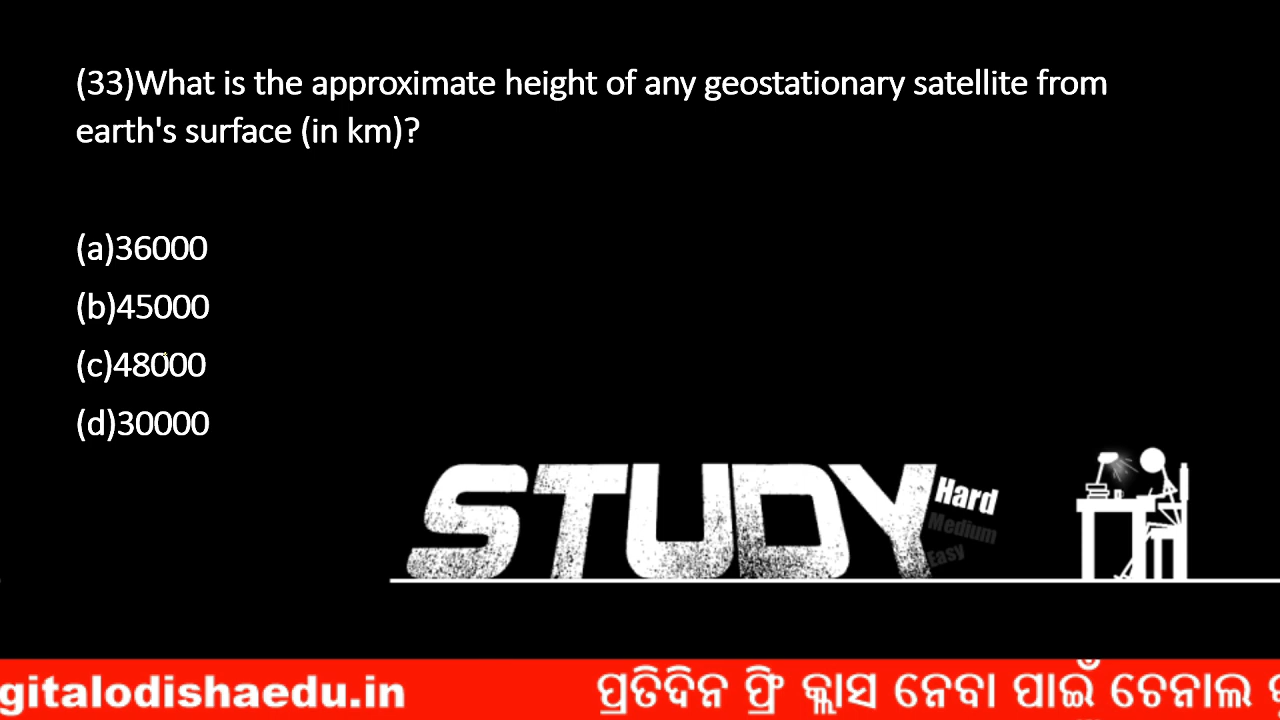 (33)What is the approximate height of any geostationary satellite from
earth's surface (in km)?
(a)36000
(b)45000
(c)48000
(d)30000
STUDY
Hard
Medium
Easy
gitalodishaedu.in
ପ୍ରତିଦିନ ଫ୍ରି କ୍ଲାସ ନେବା ପାଇଁ ଚେନାଲ